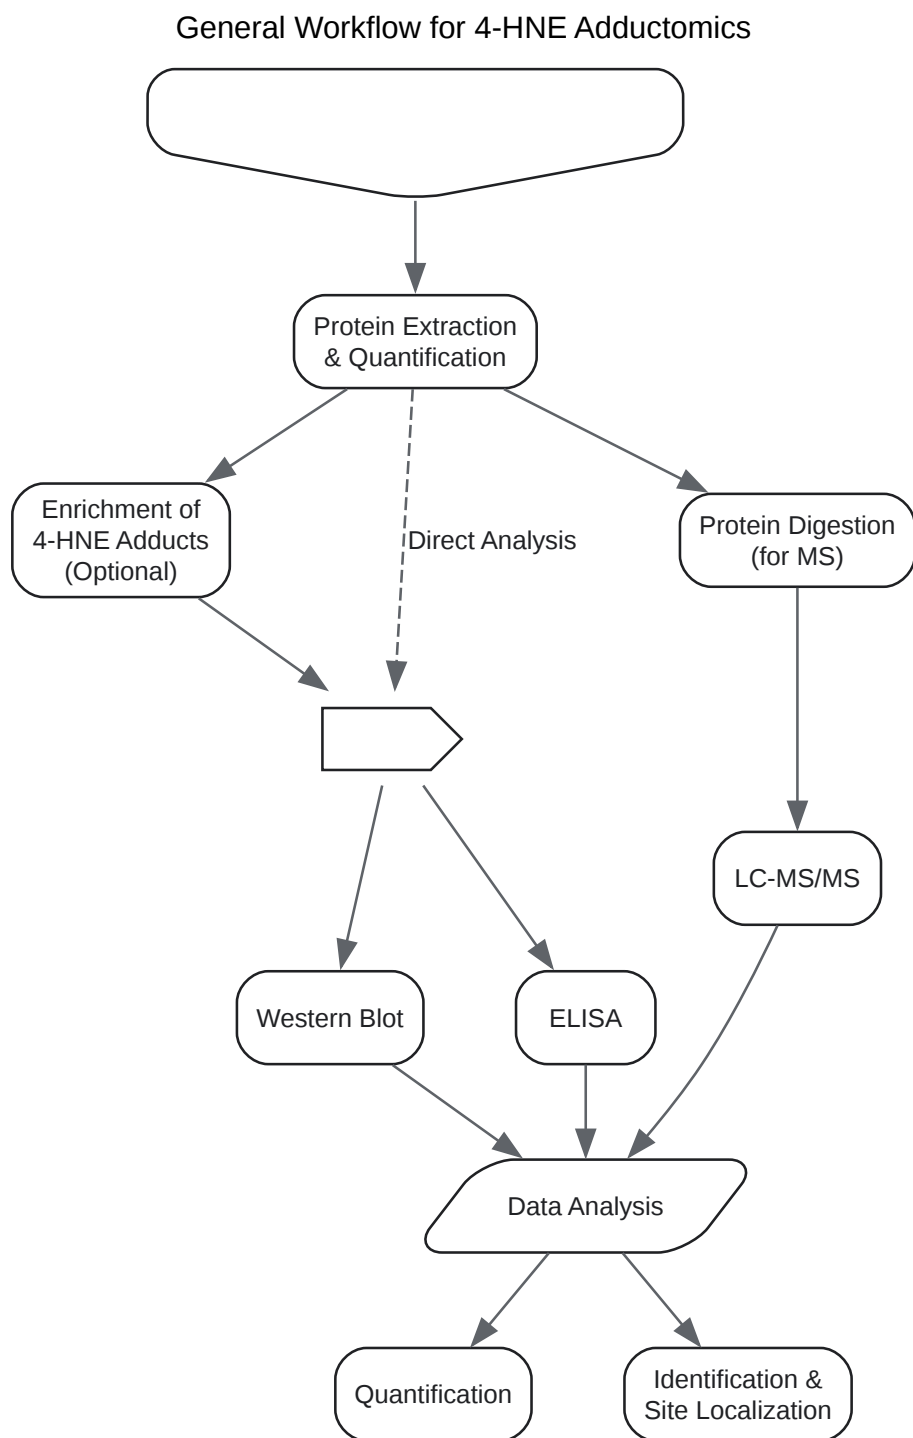 General Workflow for 4-HNE Adductomics
Protein Extraction
& Quantification
Enrichment of
4-HNE Adducts
(Optional)
Direct Analysis
Protein Digestion
(for MS)
LC-MS/MS
Western Blot
ELISA
Data Analysis
Quantification
Identification &
Site Localization